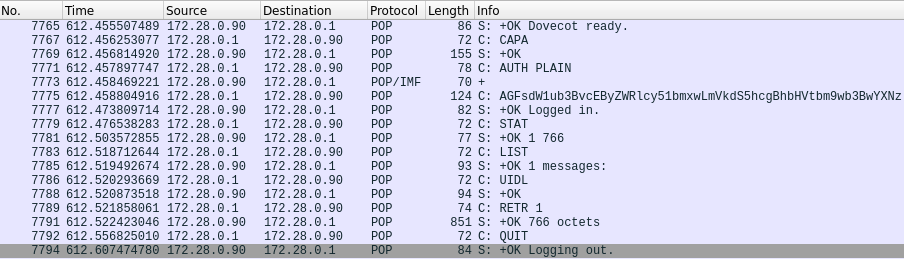 No. Time Source Destination Protocol Length Info
7765 612.455507489 172.28.0.90 172.28.0.1 POP 86 S: +OK Dovecot ready.
7767 612.456253077 172.28.0.1 172.28.0.90 POP 72 C: CAPA
7769 612.456814920 172.28.0.90 172.28.0.1 POP 155 S: +OK
7771 612.457897747 172.28.0.1 172.28.0.90 POP 78 C: AUTH PLAIN
7773 612.458469221 172.28.0.90 172.28.0.1 POP/IMF 70 +
7775 612.458804916 172.28.0.1 172.28.0.90 POP 124 C: AGFsdW1ub3BvcEByZWRlcy51bmxwLmVkdS5hcgBhbHVtbm9wb3BwYXNz
7777 612.473809714 172.28.0.90 172.28.0.1 POP 82 S: +OK Logged in.
7779 612.476538283 172.28.0.1 172.28.0.90 POP 72 C: STAT
7781 612.503572855 172.28.0.90 172.28.0.1 POP 77 S: +OK 1 766
7783 612.518712644 172.28.0.1 172.28.0.90 POP 72 C: LIST
7785 612.519492674 172.28.0.90 172.28.0.1 POP 93 S: +OK 1 messages:
7786 612.520293669 172.28.0.1 172.28.0.90 POP 72 C: UIDL
7788 612.520873518 172.28.0.90 172.28.0.1 POP 94 S: +OK
7789 612.521858061 172.28.0.1 172.28.0.90 POP 74 C: RETR 1
7791 612.522423046 172.28.0.90 172.28.0.1 POP 851 S: +OK 766 octets
7792 612.556825010 172.28.0.1 172.28.0.90 POP 72 C: QUIT
7794 612.607474780 172.28.0.90 172.28.0.1 POP 84 S: +OK Logging out.